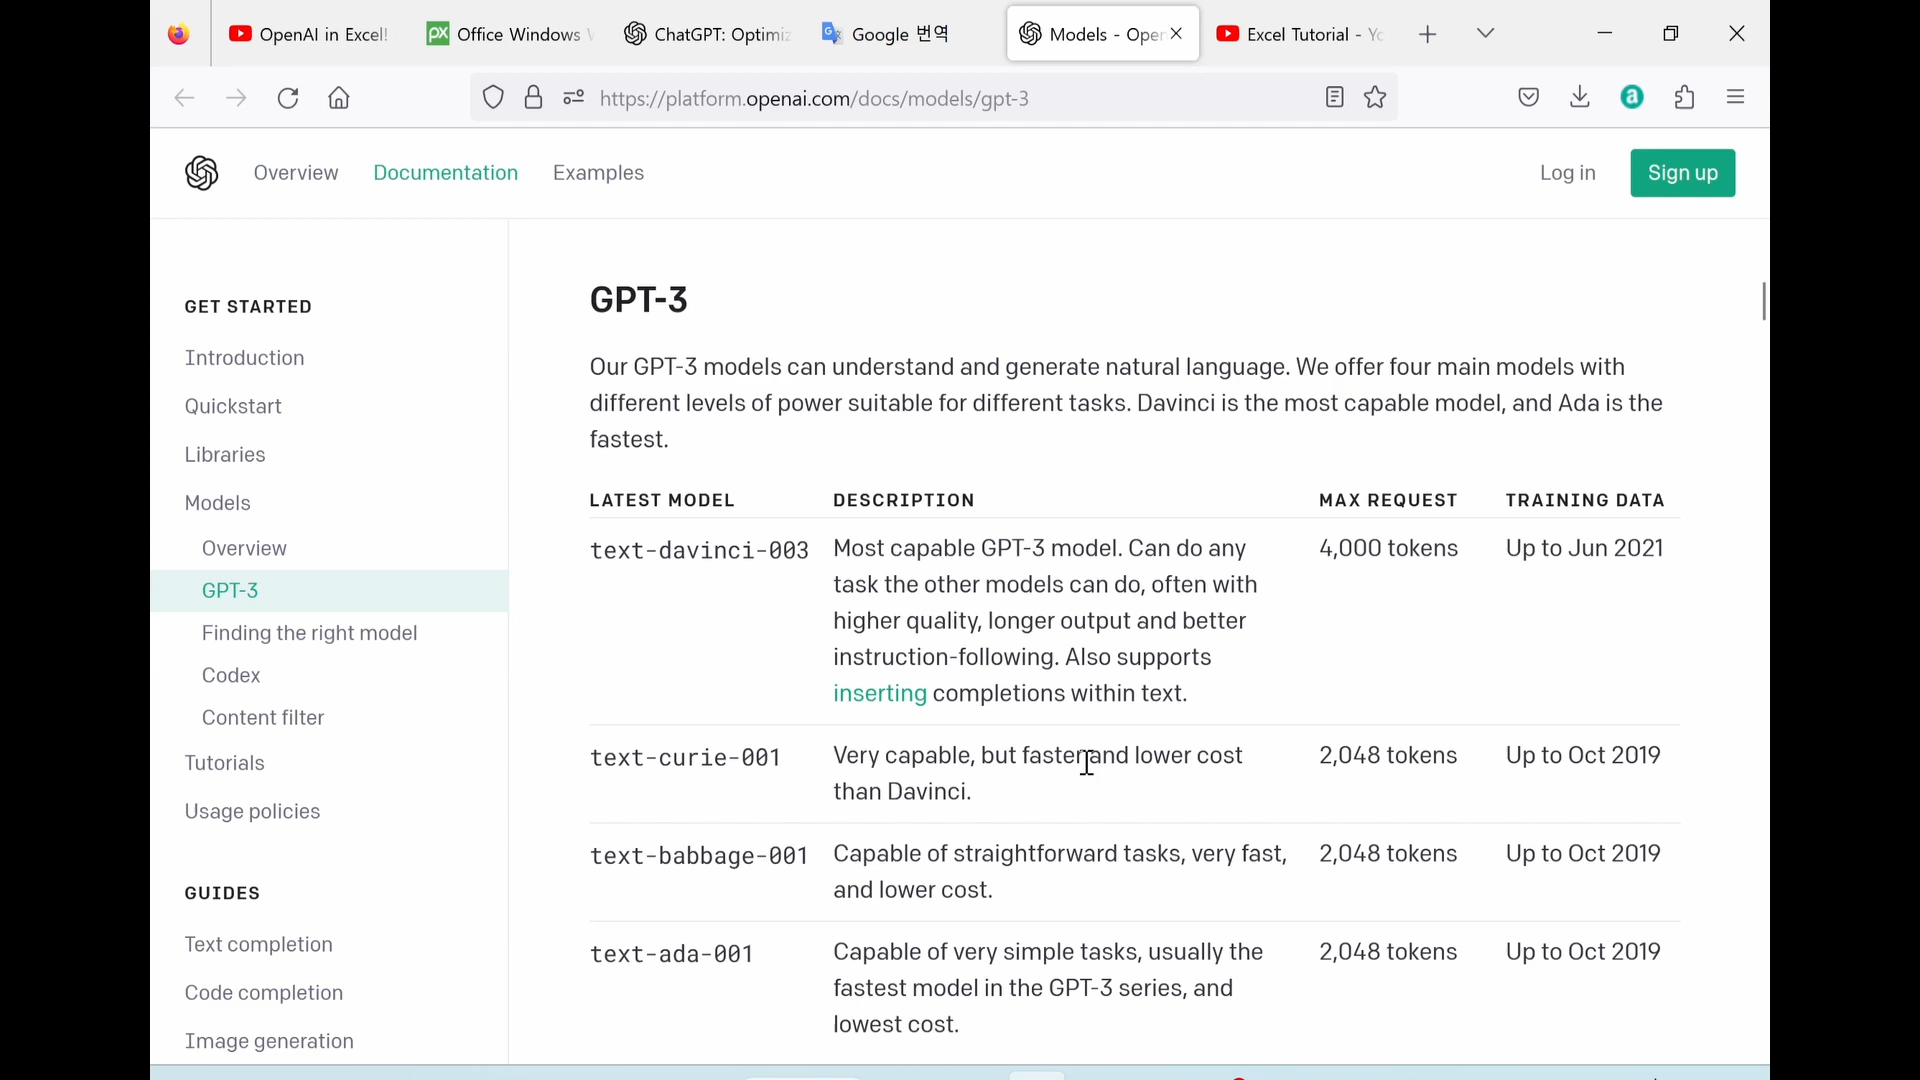 OpenAI in Excel!
Office Windows
ChatGPT: Optimiz
Google 번역
Models - Oper
Excel Tutorial - Yo
https://platform.openai.com/docs/models/gpt-3
Overview
Documentation
Examples
Log in
Sign up
GET STARTED
Introduction
Quickstart
Libraries
Models
Overview
GPT-3
Finding the right model
Codex
Content filter
Tutorials
Usage policies
GUIDES
Text completion
Code completion
Image generation
GPT-3
Our GPT-3 models can understand and generate natural language. We offer four main models with
different levels of power suitable for different tasks. Davinci is the most capable model, and Ada is the
fastest.
LATEST MODEL DESCRIPTION MAX REQUEST TRAINING DATA
text-davinci-003 Most capable GPT-3 model. Can do any 4,000 tokens Up to Jun 2021
task the other models can do, often with
higher quality, longer output and better
instruction-following. Also supports
inserting completions within text.
text-curie-001 Very capable, but faster and lower cost 2,048 tokens Up to Oct 2019
than Davinci.
text-babbage-001 Capable of straightforward tasks, very fast, 2,048 tokens Up to Oct 2019
and lower cost.
text-ada-001 Capable of very simple tasks, usually the 2,048 tokens Up to Oct 2019
fastest model in the GPT-3 series, and
lowest cost.